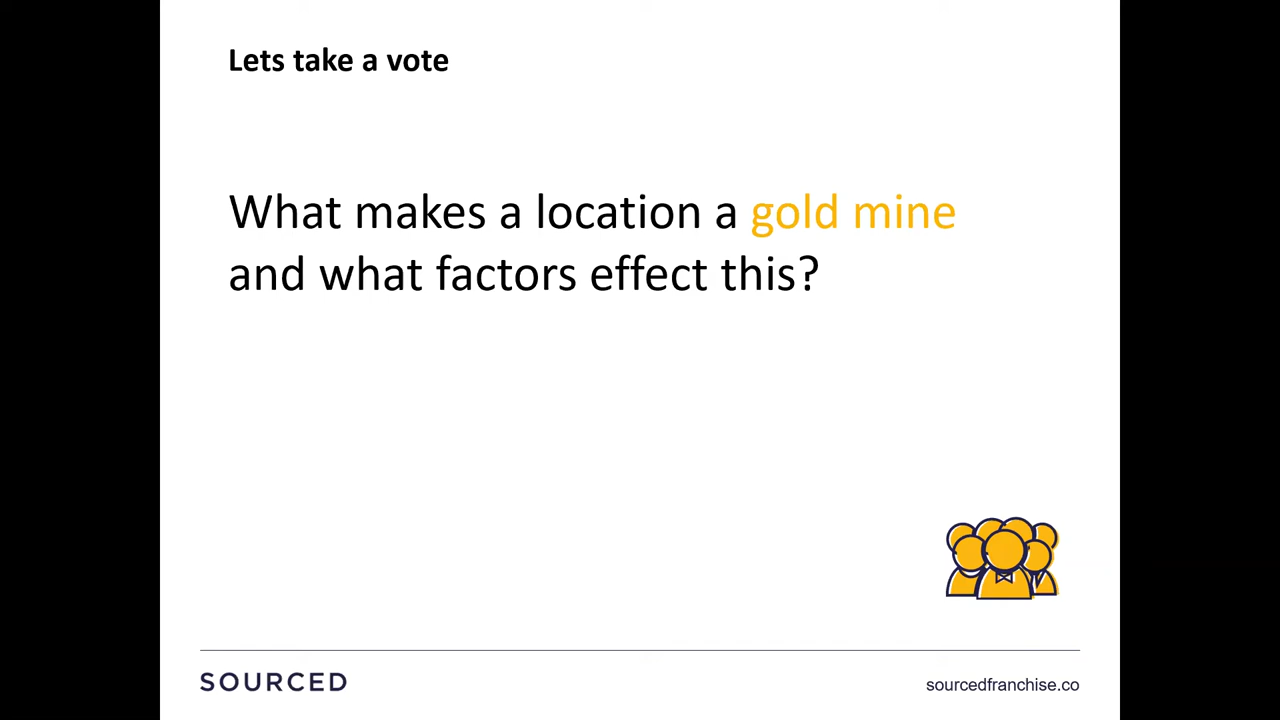 Lets take a vote
What makes a location a gold mine
and what factors effect this?
SOURCED
sourcedfranchise.co